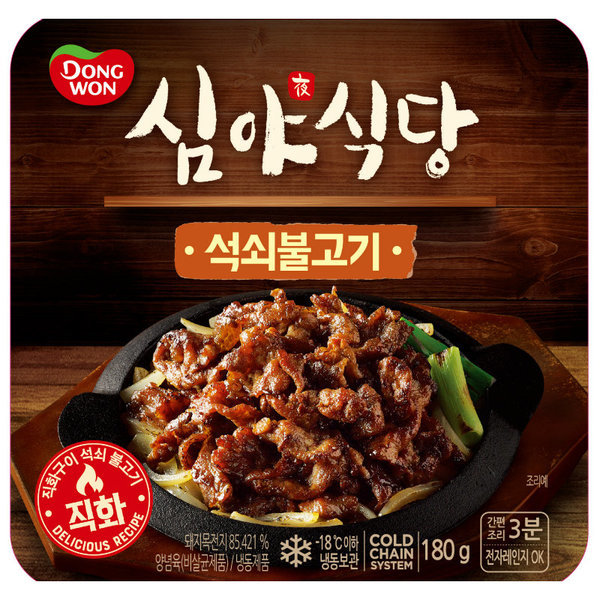 DONG
WON
심야식당
夜
석쇠불고기
직화구이 석쇠 불고기
직화
DELICIOUS RECIPE
조리예
돼지목전지 85.421 %
양념육(비살균제품) / 냉동제품
-18℃이하
냉동보관
COLD
CHAIN
SYSTEM
180 g
간편
조리
3분
전자레인지 OK